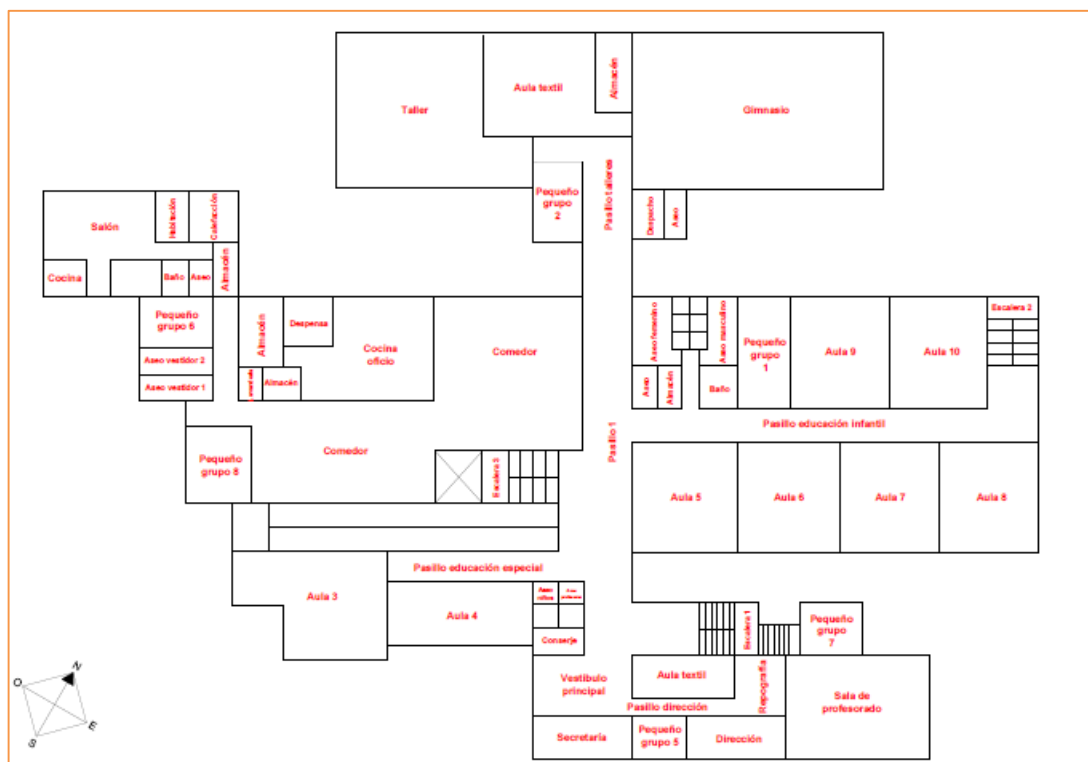 Taller
Aula textil
Almacén
Gimnasio
Pequeño
grupo
2
Pasillo talleres
Despacho
Aseo
Salón
Habitación
Calefacción
Cocina
Baño
Aseo
Almacén
Pequeño
grupo 6
Aseo vestidor 2
Aseo vestidor 1
Almacén
Despensa
Cocina
oficio
Almacén
Comedor
Aseo femenino
Aseo masculino
Aseo
Almacén
Baño
Pequeño
grupo
1
Aula 9
Aula 10
Escalera 2
Pasillo educación infantil
Pasillo 1
Pequeño
grupo 8
Comedor
Escalera 3
Aula 5
Aula 6
Aula 7
Aula 8
Pasillo educación especial
Aula 3
Aula 4
Aseo
niños
Aseo
Conserje
Escalera 1
Pequeño
grupo
7
Vestíbulo
principal
Aula textil
Repografía
Sala de
profesorado
Pasillo dirección
Secretaría
Pequeño
grupo 5
Dirección
N
O
E
S